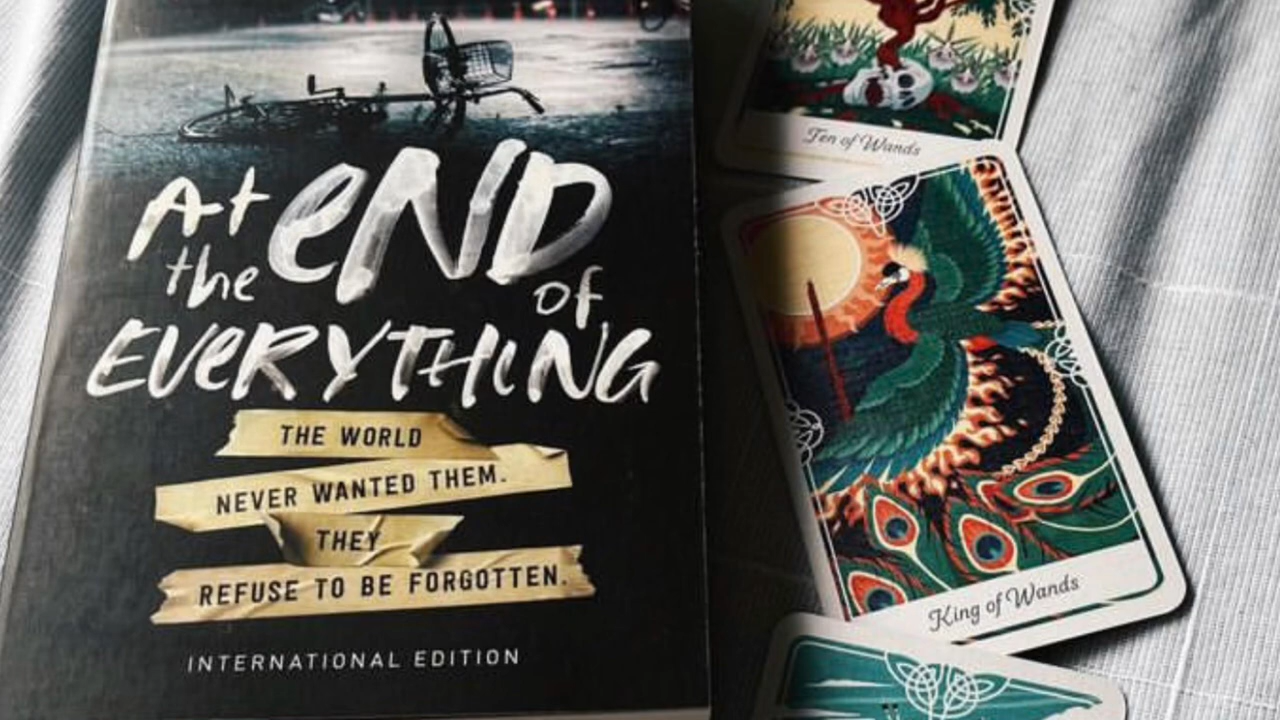 At the eND of
EVeRYTHiNG
THE WORLD
NEVER WANTED THEM.
THEY
REFUSE TO BE FORGOTTEN.
INTERNATIONAL EDITION
Ten of Wands
King of Wands